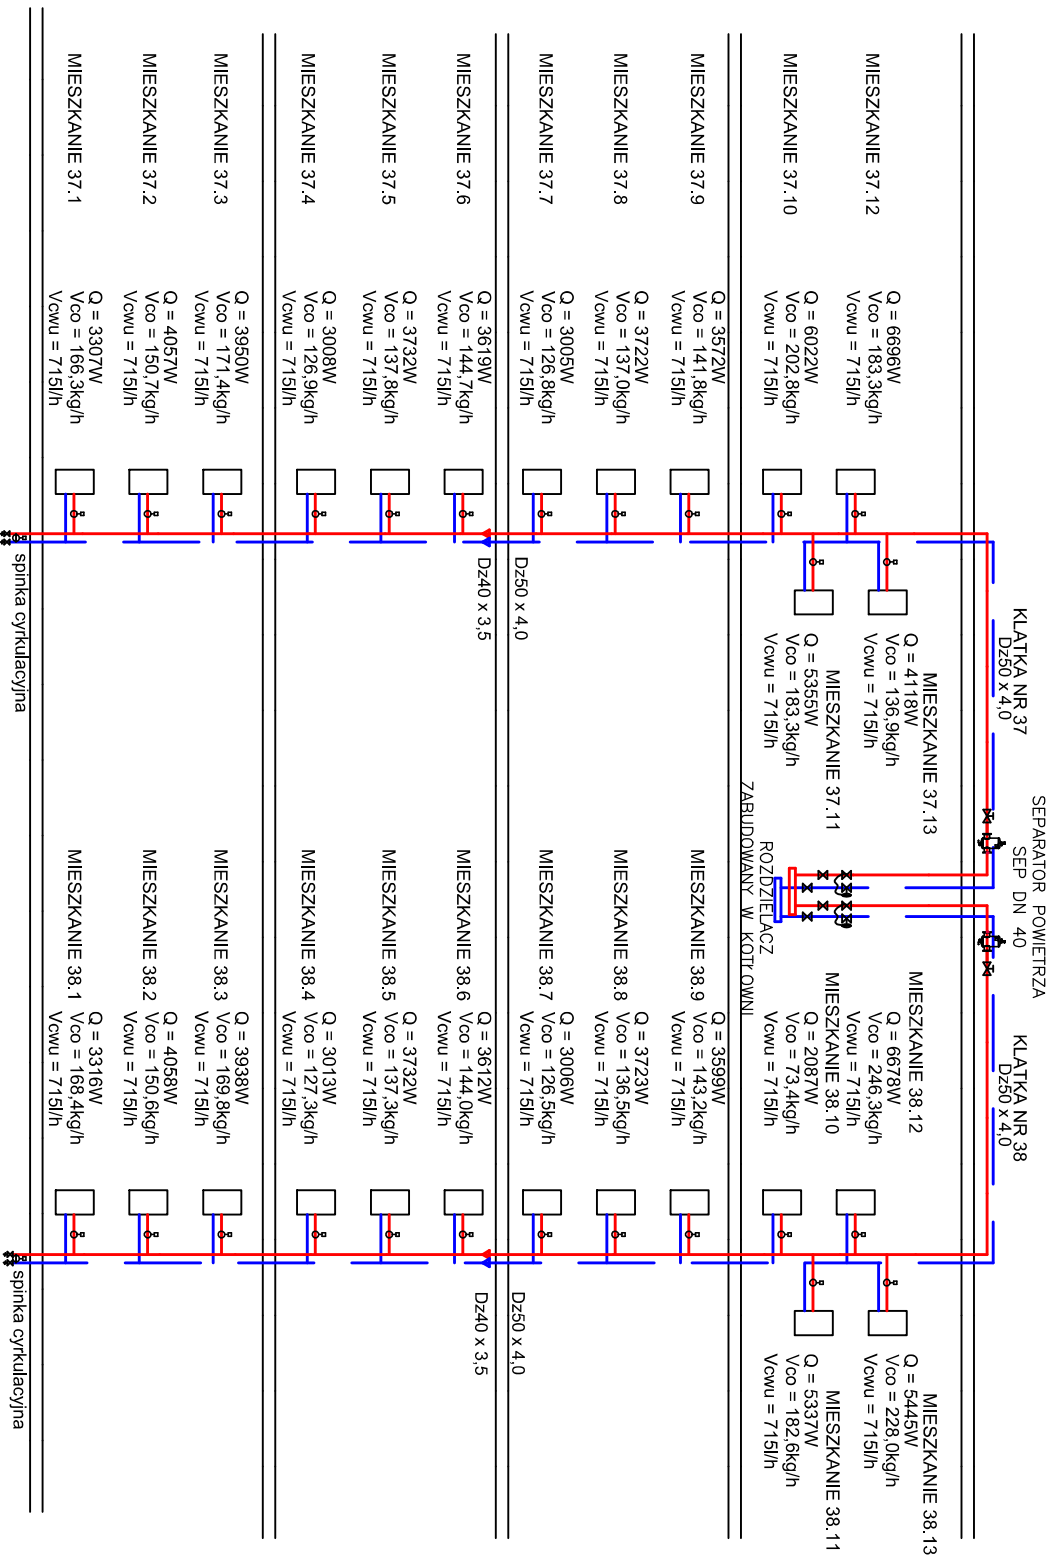 SEPARATOR POWIETRZA
SEP DN 40
KLATKA NR 37
Dz50 x 4,0
KLATKA NR 38
Dz50 x 4,0
MIESZKANIE 37.12
Q = 6696W
Vco = 183,3kg/h
Vcwu = 715l/h
MIESZKANIE 37.13
Q = 4118W
Vco = 136,9kg/h
Vcwu = 715l/h
MIESZKANIE 37.10
Q = 6022W
Vco = 202,8kg/h
Vcwu = 715l/h
MIESZKANIE 37.11
Q = 5355W
Vco = 183,3kg/h
Vcwu = 715l/h
ROZDZIELACZ
ZABUDOWANY W KOTŁOWNI
MIESZKANIE 38.12
Q = 6678W
Vco = 246,3kg/h
Vcwu = 715l/h
MIESZKANIE 38.13
Q = 5445W
Vco = 228,0kg/h
Vcwu = 715l/h
MIESZKANIE 38.10
Q = 2087W
Vco = 73,4kg/h
Vcwu = 715l/h
MIESZKANIE 38.11
Q = 5337W
Vco = 182,6kg/h
Vcwu = 715l/h
MIESZKANIE 37.9
Q = 3572W
Vco = 141,8kg/h
Vcwu = 715l/h
MIESZKANIE 37.8
Q = 3722W
Vco = 137,0kg/h
Vcwu = 715l/h
MIESZKANIE 37.7
Q = 3005W
Vco = 126,8kg/h
Vcwu = 715l/h
Dz50 x 4,0
Dz40 x 3,5
MIESZKANIE 38.9
Q = 3599W
Vco = 143,2kg/h
Vcwu = 715l/h
MIESZKANIE 38.8
Q = 3723W
Vco = 136,5kg/h
Vcwu = 715l/h
MIESZKANIE 38.7
Q = 3006W
Vco = 126,5kg/h
Vcwu = 715l/h
Dz50 x 4,0
Dz40 x 3,5
MIESZKANIE 37.6
Q = 3619W
Vco = 144,7kg/h
Vcwu = 715l/h
MIESZKANIE 37.5
Q = 3732W
Vco = 137,8kg/h
Vcwu = 715l/h
MIESZKANIE 37.4
Q = 3008W
Vco = 126,9kg/h
Vcwu = 715l/h
MIESZKANIE 38.6
Q = 3612W
Vco = 144,0kg/h
Vcwu = 715l/h
MIESZKANIE 38.5
Q = 3732W
Vco = 137,3kg/h
Vcwu = 715l/h
MIESZKANIE 38.4
Q = 3013W
Vco = 127,3kg/h
Vcwu = 715l/h
MIESZKANIE 37.3
Q = 3950W
Vco = 171,4kg/h
Vcwu = 715l/h
MIESZKANIE 37.2
Q = 4057W
Vco = 150,7kg/h
Vcwu = 715l/h
MIESZKANIE 37.1
Q = 3307W
Vco = 166,3kg/h
Vcwu = 715l/h
spinka cyrkulacyjna
MIESZKANIE 38.3
Q = 3938W
Vco = 169,8kg/h
Vcwu = 715l/h
MIESZKANIE 38.2
Q = 4058W
Vco = 150,6kg/h
Vcwu = 715l/h
MIESZKANIE 38.1
Q = 3316W
Vco = 168,4kg/h
Vcwu = 715l/h
spinka cyrkulacyjna